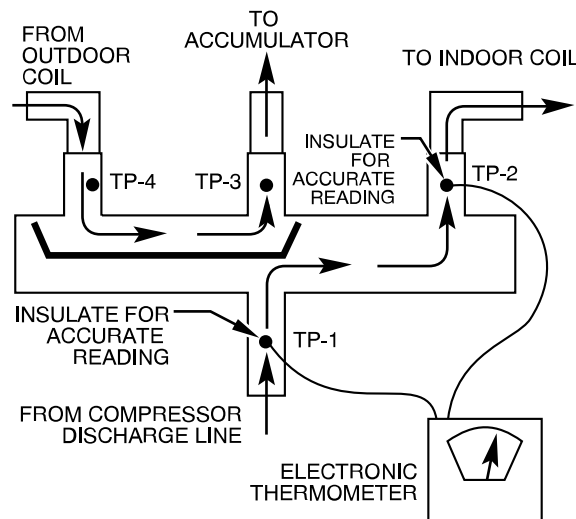 FROM
OUTDOOR
COIL
TO
ACCUMULATOR
TO INDOOR COIL
INSULATE
FOR
ACCURATE
READING
TP-4
TP-3
TP-2
INSULATE FOR
ACCURATE
READING
TP-1
FROM COMPRESSOR
DISCHARGE LINE
ELECTRONIC
THERMOMETER